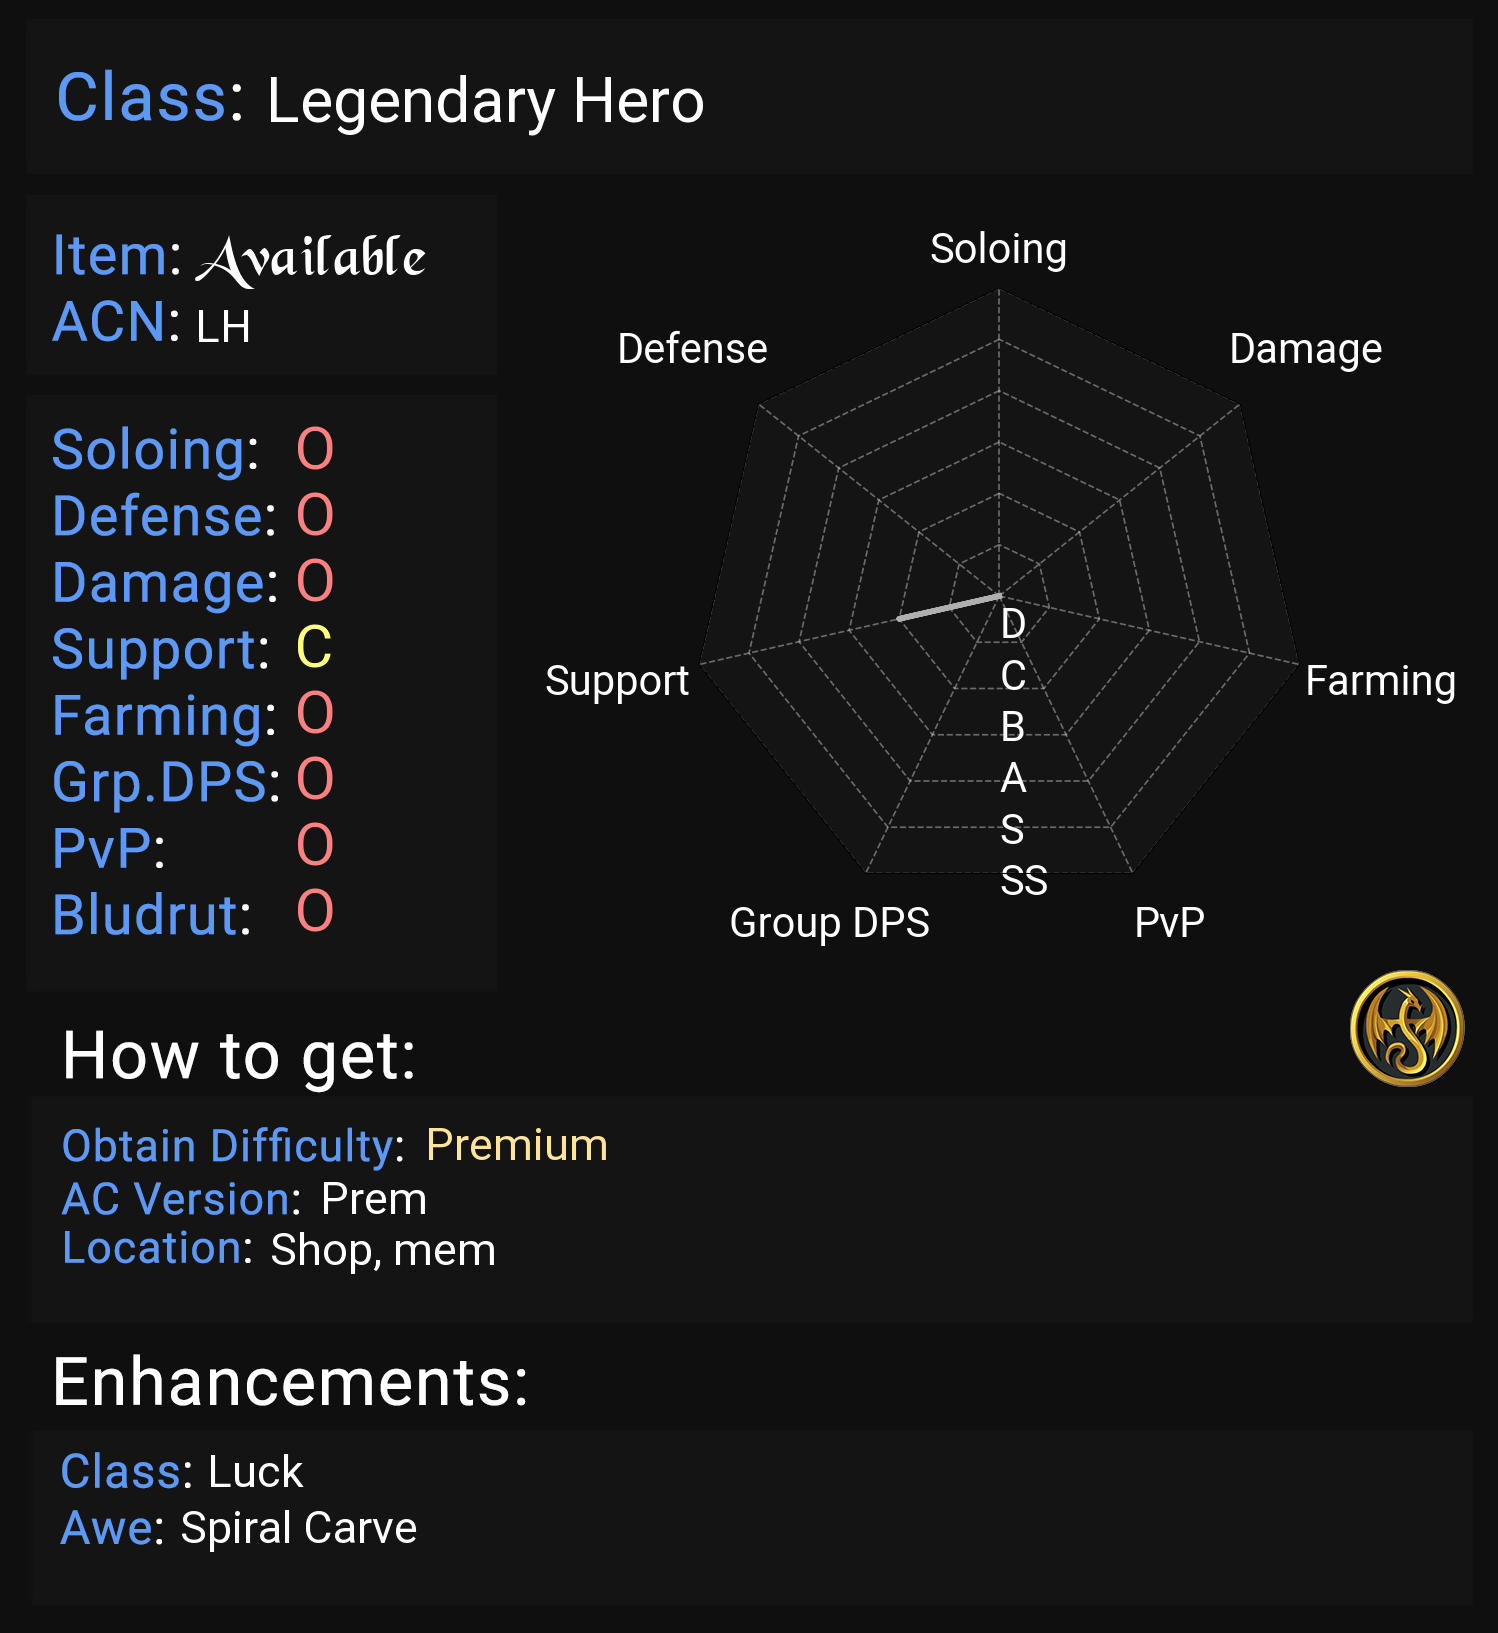 Class: Legendary Hero
Item: Available
ACN: LH
Soloing: O
Defense: O
Damage: O
Support: C
Farming: O
Grp.DPS: O
PvP: O
Bludrut: O
Soloing
Defense
Damage
Support
Farming
D
C
B
A
S
SS
Group DPS
PvP
How to get:
Obtain Difficulty: Premium
AC Version: Prem
Location: Shop, mem
Enhancements:
Class: Luck
Awe: Spiral Carve